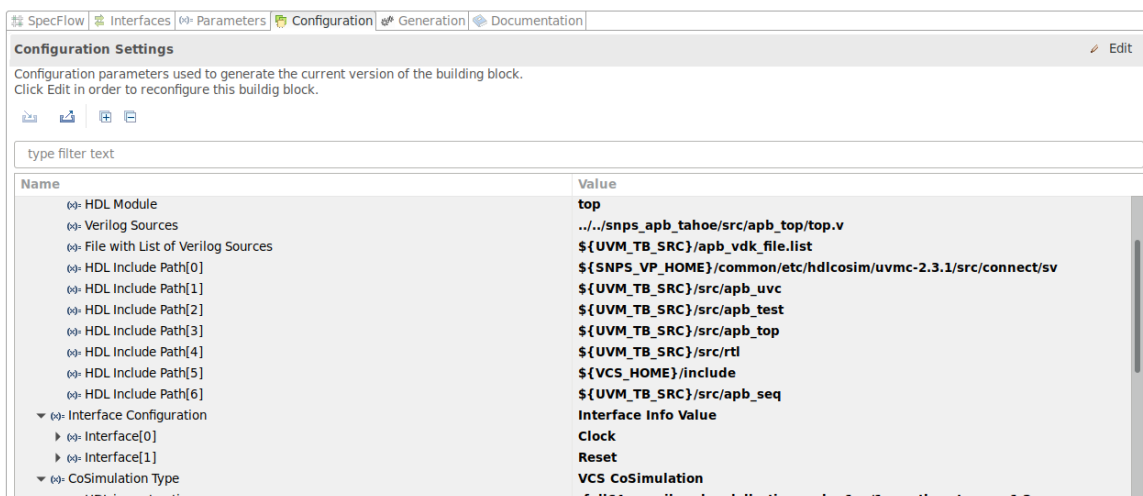 SpecFlow Interfaces (x)= Parameters Configuration Generation Documentation
Configuration Settings Edit
Configuration parameters used to generate the current version of the building block.
Click Edit in order to reconfigure this buildig block.
type filter text
Name Value
(x)= HDL Module top
(x)= Verilog Sources ../../snps_apb_tahoe/src/apb_top/top.v
(x)= File with List of Verilog Sources ${UVM_TB_SRC}/apb_vdk_file.list
(x)= HDL Include Path[0] ${SNPS_VP_HOME}/common/etc/hdlcosim/uvmc-2.3.1/src/connect/sv
(x)= HDL Include Path[1] ${UVM_TB_SRC}/src/apb_uvc
(x)= HDL Include Path[2] ${UVM_TB_SRC}/src/apb_test
(x)= HDL Include Path[3] ${UVM_TB_SRC}/src/apb_top
(x)= HDL Include Path[4] ${UVM_TB_SRC}/src/rtl
(x)= HDL Include Path[5] ${VCS_HOME}/include
(x)= HDL Include Path[6] ${UVM_TB_SRC}/src/apb_seq
(x)= Interface Configuration Interface Info Value
(x)= Interface[0] Clock
(x)= Interface[1] Reset
(x)= CoSimulation Type VCS CoSimulation